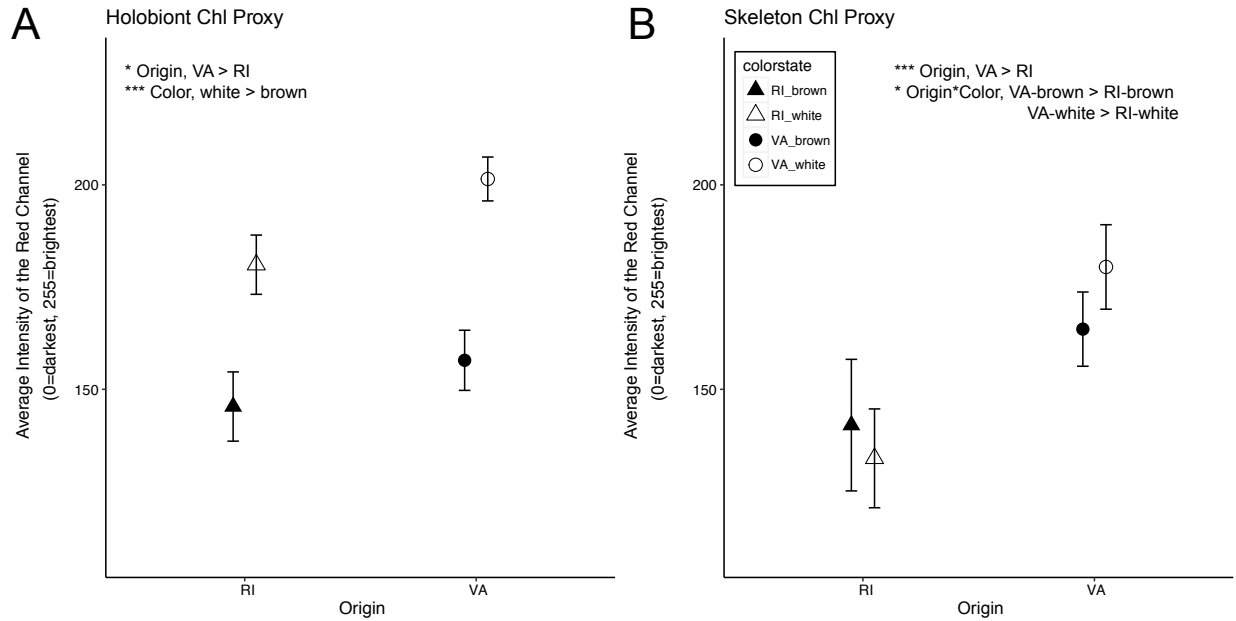 A
Holobiont Chl Proxy
* Origin, VA > RI
*** Color, white > brown
Average Intensity of the Red Channel
(0=darkest, 255=brightest)
200
150
RI
VA
Origin
B
Skeleton Chl Proxy
colorstate
RI_brown
RI_white
VA_brown
VA_white
*** Origin, VA > RI
* Origin*Color, VA-brown > RI-brown
VA-white > RI-white
Average Intensity of the Red Channel
(0=darkest, 255=brightest)
200
150
RI
VA
Origin